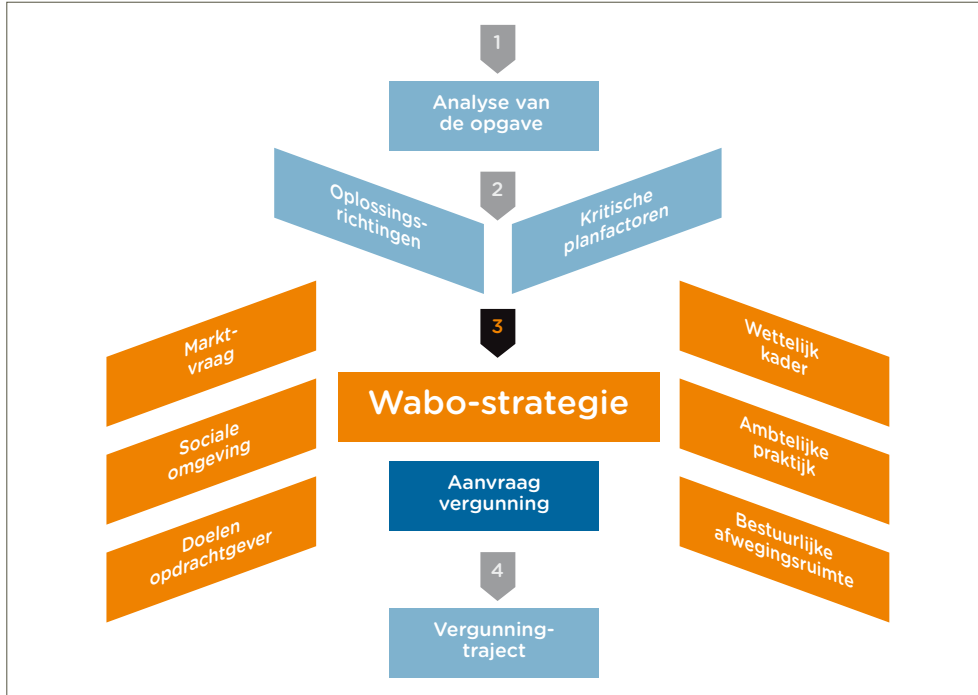 1
Analyse van
de opgave
2
Oplossings-
richtingen
Kritische
planfactoren
3
Markt-
vraag
Wettelijk
kader
Wabo-strategie
Sociale
omgeving
Ambtelijke
praktijk
Aanvraag
vergunning
Doelen
opdrachtgever
Bestuurlijke
afwegingsruimte
4
Vergunning-
traject